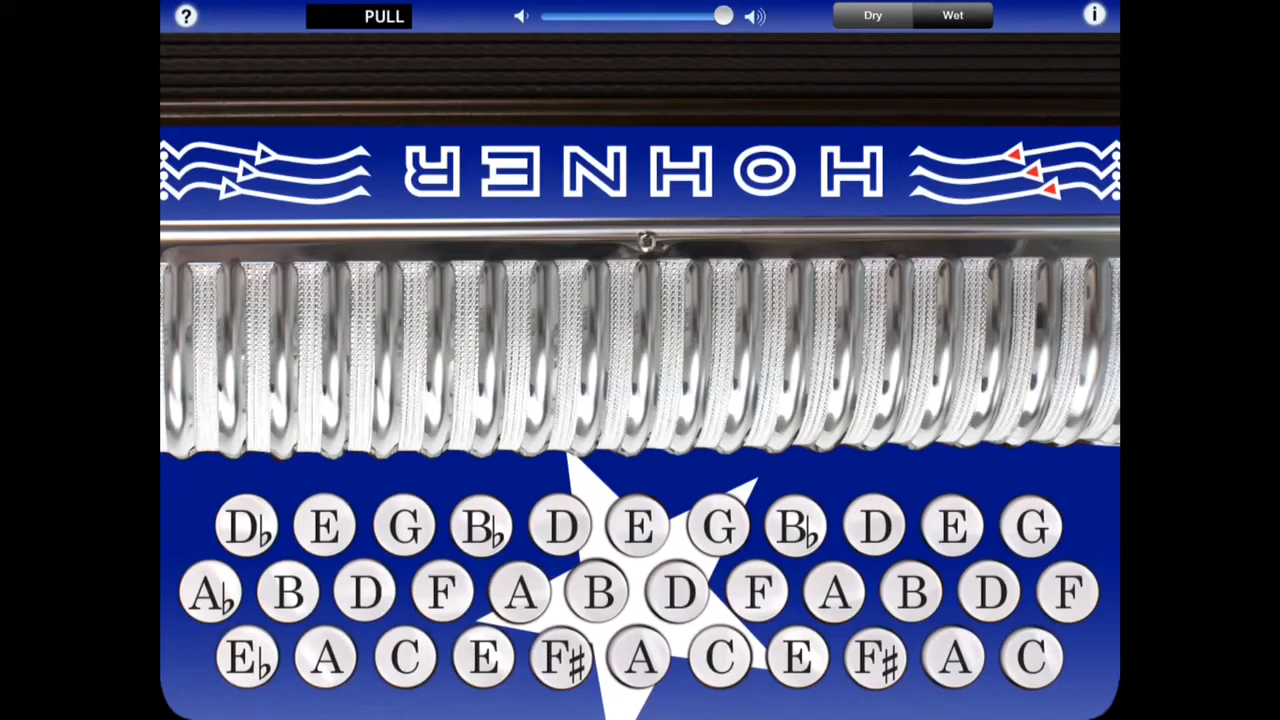 ? PULL Dry Wet i
HOHNER
D♭ E G B♭ D E G B♭ D E G
A♭ B D F A B D F A B D F
E♭ A C E F♯ A C E F♯ A C